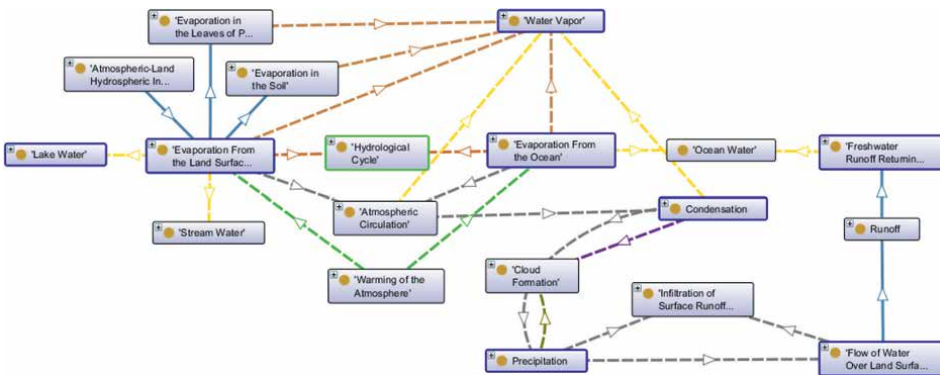 'Evaporation in
the Leaves of P...
'Water Vapor'
'Atmospheric-Land
Hydrospheric In...
'Evaporation in
the Soil'
'Lake Water'
'Evaporation From
the Land Surfac...
'Hydrological
Cycle'
'Evaporation From
the Ocean'
'Ocean Water'
'Freshwater
Runoff Returnin...
'Stream Water'
'Atmospheric
Circulation'
Condensation
Runoff
'Warming of the
Atmosphere'
'Cloud
Formation'
'Infiltration of
Surface Runoff...
Precipitation
'Flow of Water
Over Land Surfa...